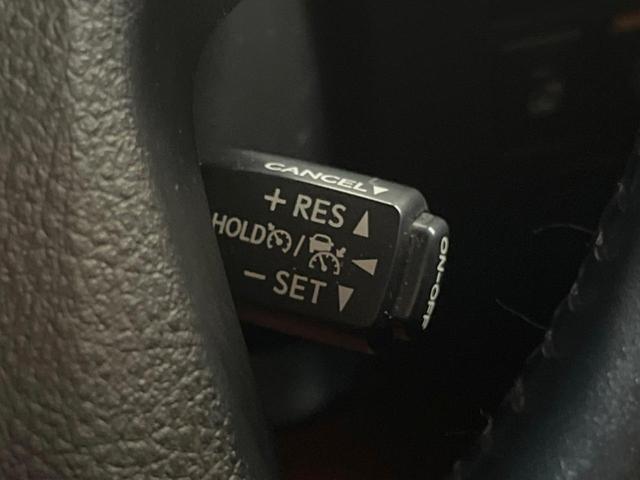 CANCEL▼
+ RES ▲
HOLD / ◀
− SET ▼
ON-OFF